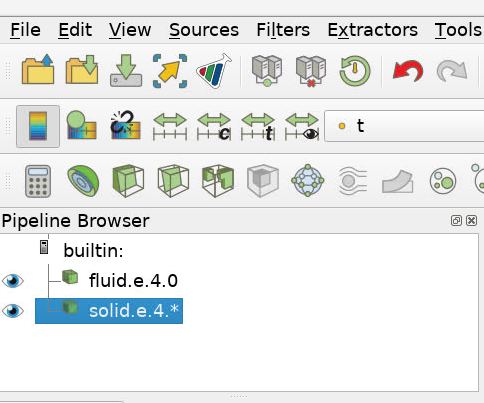 File Edit View Sources Filters Extractors Tools
c t
t
Pipeline Browser
builtin:
fluid.e.4.0
solid.e.4.*